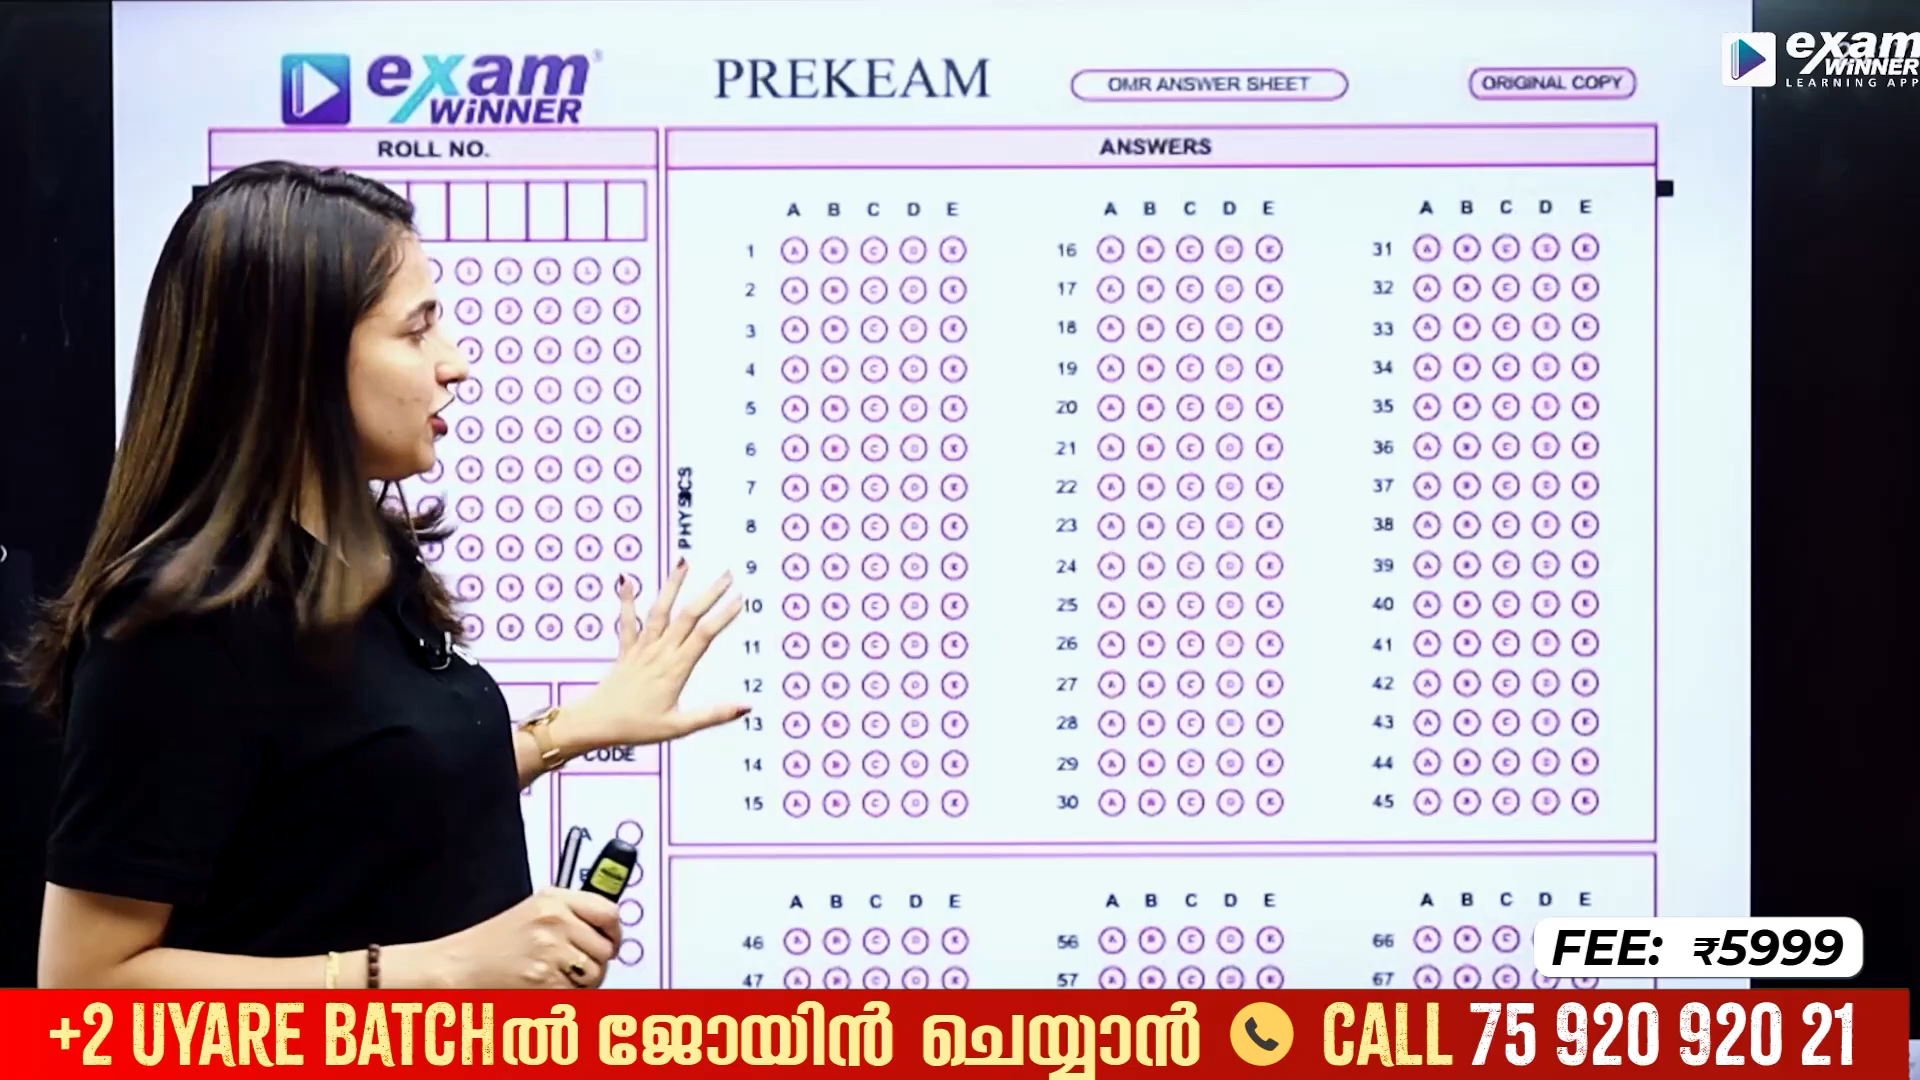 exam WiNNER
PREKEAM
OMR ANSWER SHEET
ORIGINAL COPY
exam WiNNER
LEARNING APP
ROLL NO.
ANSWERS
A B C D E A B C D E A B C D E
1 A B C D E 16 A B C D E 31 A B C D E
2 A B C D E 17 A B C D E 32 A B C D E
3 A B C D E 18 A B C D E 33 A B C D E
4 A B C D E 19 A B C D E 34 A B C D E
5 A B C D E 20 A B C D E 35 A B C D E
6 A B C D E 21 A B C D E 36 A B C D E
7 A B C D E 22 A B C D E 37 A B C D E
8 A B C D E 23 A B C D E 38 A B C D E
9 A B C D E 24 A B C D E 39 A B C D E
10 A B C D E 25 A B C D E 40 A B C D E
11 A B C D E 26 A B C D E 41 A B C D E
12 A B C D E 27 A B C D E 42 A B C D E
13 A B C D E 28 A B C D E 43 A B C D E
14 A B C D E 29 A B C D E 44 A B C D E
15 A B C D E 30 A B C D E 45 A B C D E
PHYSICS
CODE
A
A B C D E A B C D E A B C D E
46 A B C D E 56 A B C D E 66 A B C
47 A B C D E 57 A B C D E 67 A B C
FEE: ₹5999
+2 UYARE BATCHൽ ജോയിൻ ചെയ്യാൻ CALL 75 920 920 21